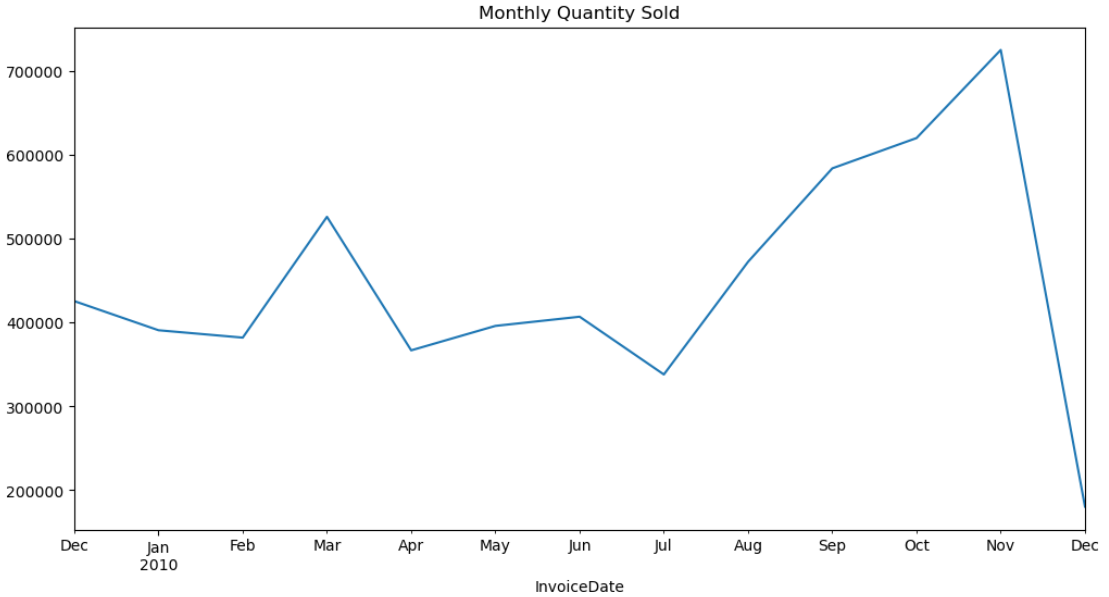 Monthly Quantity Sold
700000
600000
500000
400000
300000
200000
Dec Jan Feb Mar Apr May Jun Jul Aug Sep Oct Nov Dec
2010
InvoiceDate